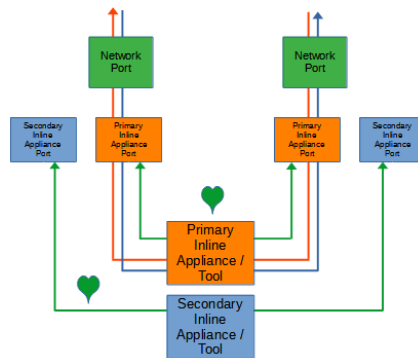 Network
Port
Network
Port
Secondary
Inline
Appliance
Port
Primary
Inline
Appliance
Port
Primary
Inline
Appliance
Port
Secondary
Inline
Appliance
Port
Primary
Inline
Appliance /
Tool
Secondary
Inline
Appliance /
Tool